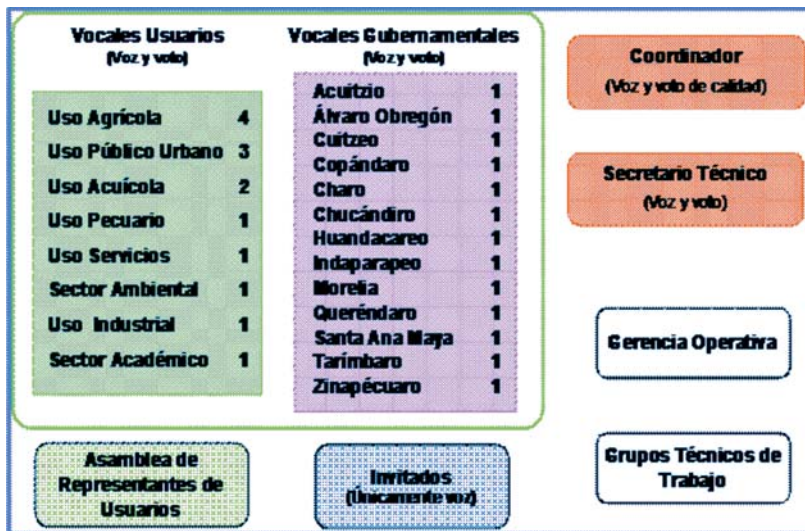 Vocales Usuarios
(Voz y voto)
Uso Agrícola 4
Uso Público Urbano 3
Uso Acuícola 2
Uso Pecuario 1
Uso Servicios 1
Sector Ambiental 1
Uso Industrial 1
Sector Académico 1
Vocales Gubernamentales
(Voz y voto)
Acuitzio 1
Álvaro Obregón 1
Cuitzeo 1
Copándaro 1
Charo 1
Chucándiro 1
Huandacareo 1
Indaparapeo 1
Morelia 1
Queréndaro 1
Santa Ana Maya 1
Tarímbaro 1
Zinapécuaro 1
Coordinador
(Voz y voto de calidad)
Secretario Técnico
(Voz y voto)
Gerencia Operativa
Asamblea de
Representantes de
Usuarios
Invitados
(Únicamente voz)
Grupos Técnicos de
Trabajo